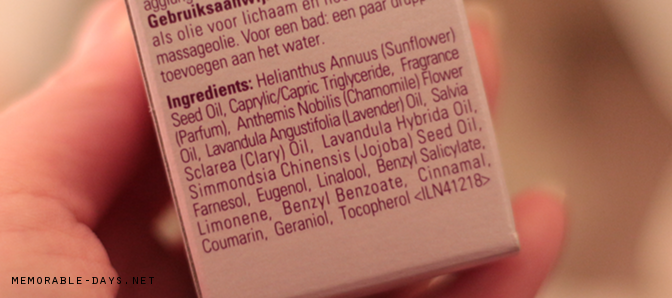 Gebruiksaanwij
als olie voor lichaam en
massageolie. Voor een bad: een paar drupp
toevoegen aan het water.
Ingredients: Helianthus Annuus (Sunflower)
Seed Oil, Caprylic/Capric Triglyceride, Fragrance
(Parfum), Anthemis Nobilis (Chamomile) Flower
Oil, Lavandula Angustifolia (Lavender) Oil, Salvia
Sclarea (Clary) Oil, Lavandula Hybrida Oil,
Simmondsia Chinensis (Jojoba) Seed Oil,
Farnesol, Eugenol, Linalool, Benzyl Salicylate,
Limonene, Benzyl Benzoate, Cinnamal,
Coumarin, Geraniol, Tocopherol <ILN41218>
MEMORABLE-DAYS.NET